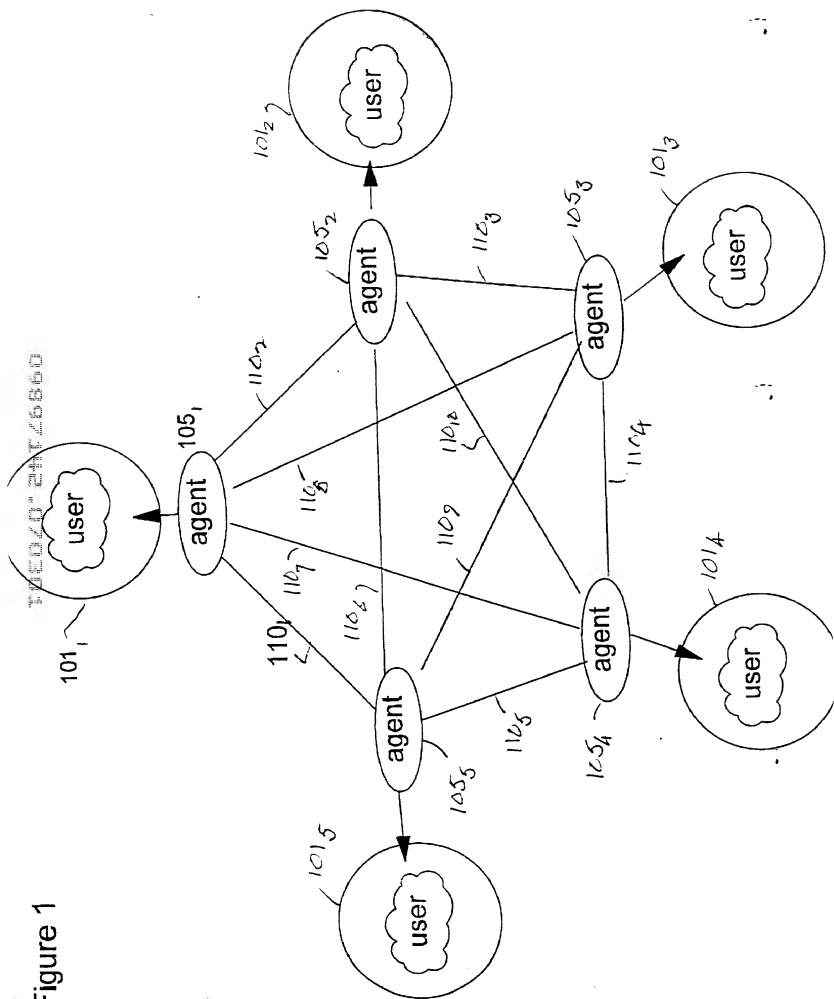 Figure 1
101₁
user
105₁
agent
110₂
101₂
user
105₂
agent
110₁
110₇
110₈
110₆
110₃
110₁₀
110₉
101₅
user
agent
105₅
110₅
105₃
agent
101₃
user
110₄
agent
105₄
101₄
user